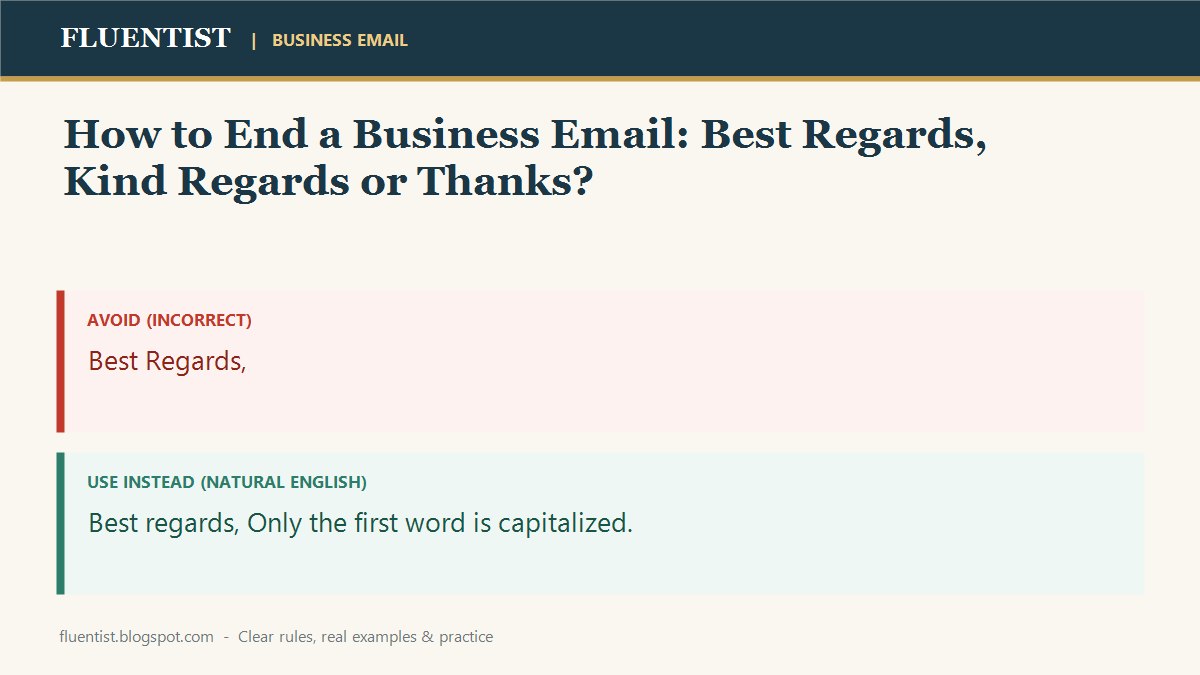 FLUENTIST | BUSINESS EMAIL
How to End a Business Email: Best Regards,
Kind Regards or Thanks?
AVOID (INCORRECT)
Best Regards,
USE INSTEAD (NATURAL ENGLISH)
Best regards, Only the first word is capitalized.
fluentist.blogspot.com - Clear rules, real examples & practice